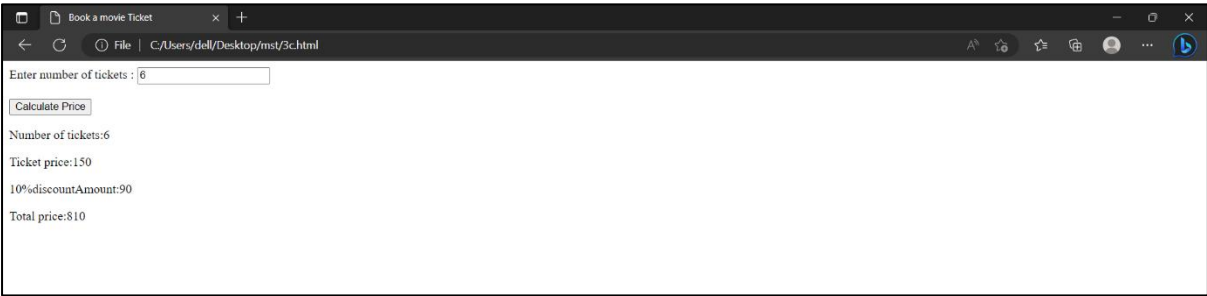 Book a movie Ticket
File | C:/Users/dell/Desktop/mst/3c.html
Enter number of tickets : 6
Calculate Price
Number of tickets:6
Ticket price:150
10%discountAmount:90
Total price:810